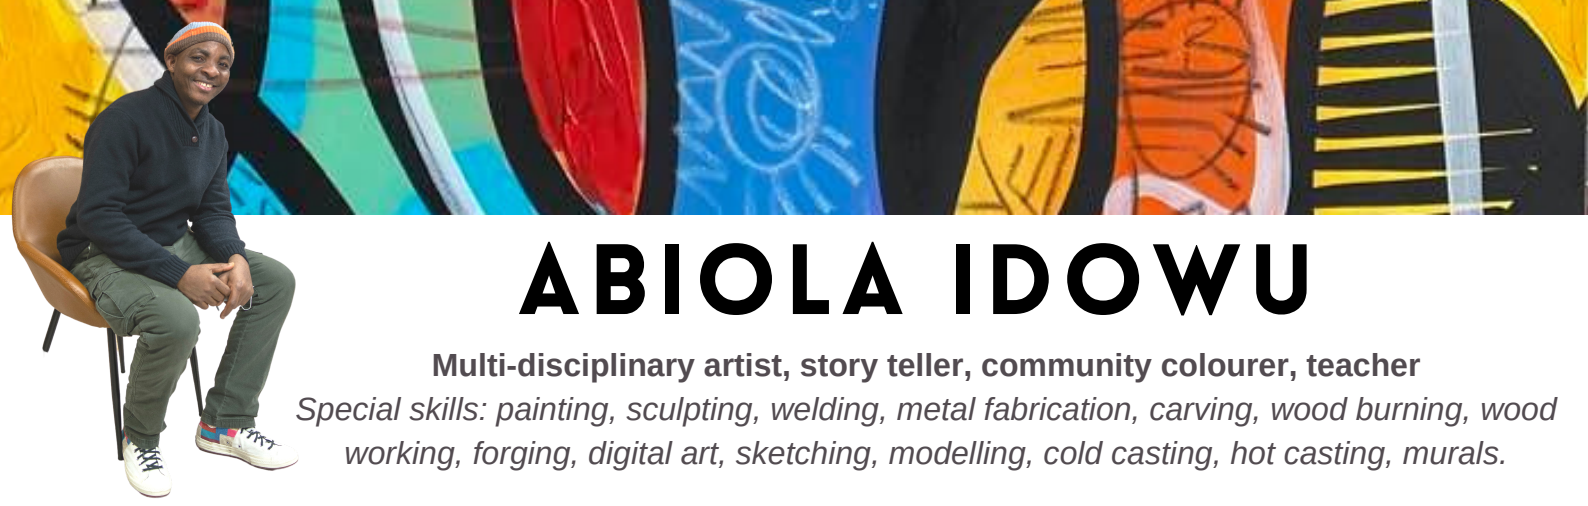 ABIOLA IDOWU
Multi-disciplinary artist, story teller, community colourer, teacher
Special skills: painting, sculpting, welding, metal fabrication, carving, wood burning, wood
working, forging, digital art, sketching, modelling, cold casting, hot casting, murals.